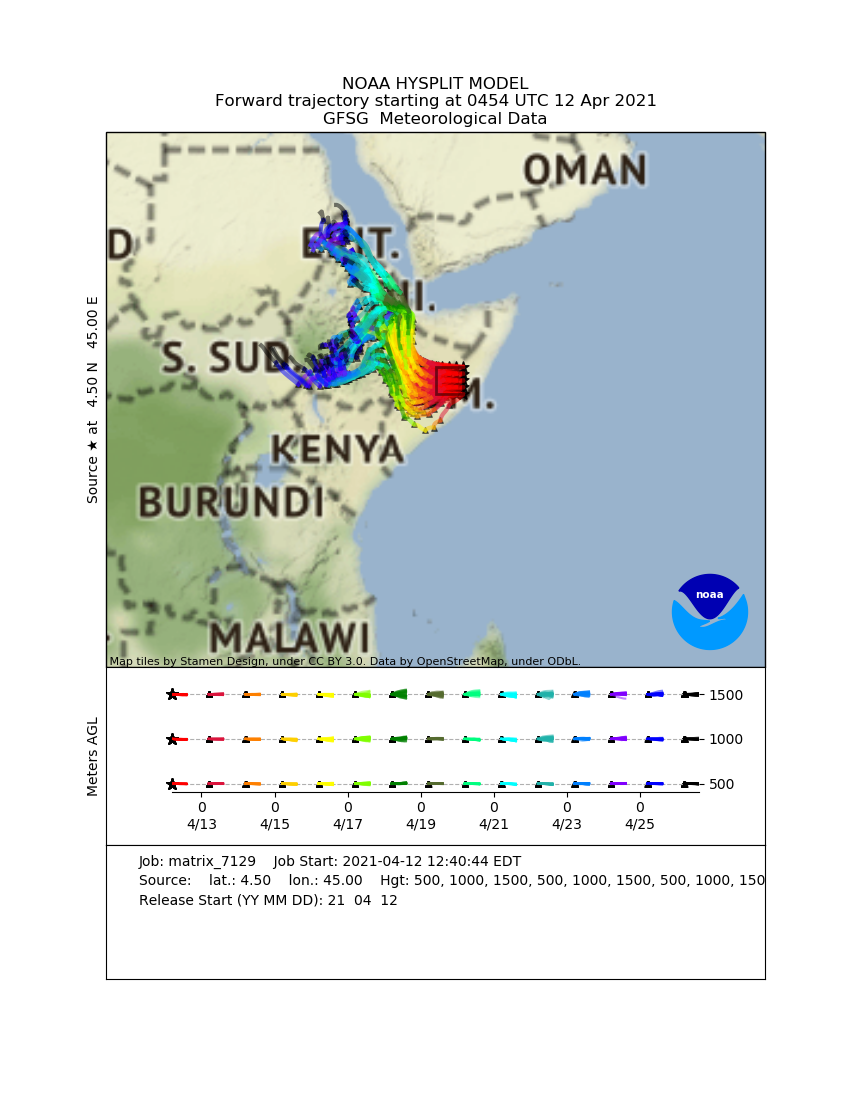 NOAA HYSPLIT MODEL
Forward trajectory starting at 0454 UTC 12 Apr 2021
GFSG Meteorological Data
OMAN
D
S. SUD.
M.
KENYA
BURUNDI
MALAWI
noaa
Map tiles by Stamen Design, under CC BY 3.0. Data by OpenStreetMap, under ODbL.
Source ★ at 4.50 N 45.00 E
Meters AGL
1500
1000
500
0 0 0 0 0 0 0
4/13 4/15 4/17 4/19 4/21 4/23 4/25
Job: matrix_7129 Job Start: 2021-04-12 12:40:44 EDT
Source: lat.: 4.50 lon.: 45.00 Hgt: 500, 1000, 1500, 500, 1000, 1500, 500, 1000, 150
Release Start (YY MM DD): 21 04 12